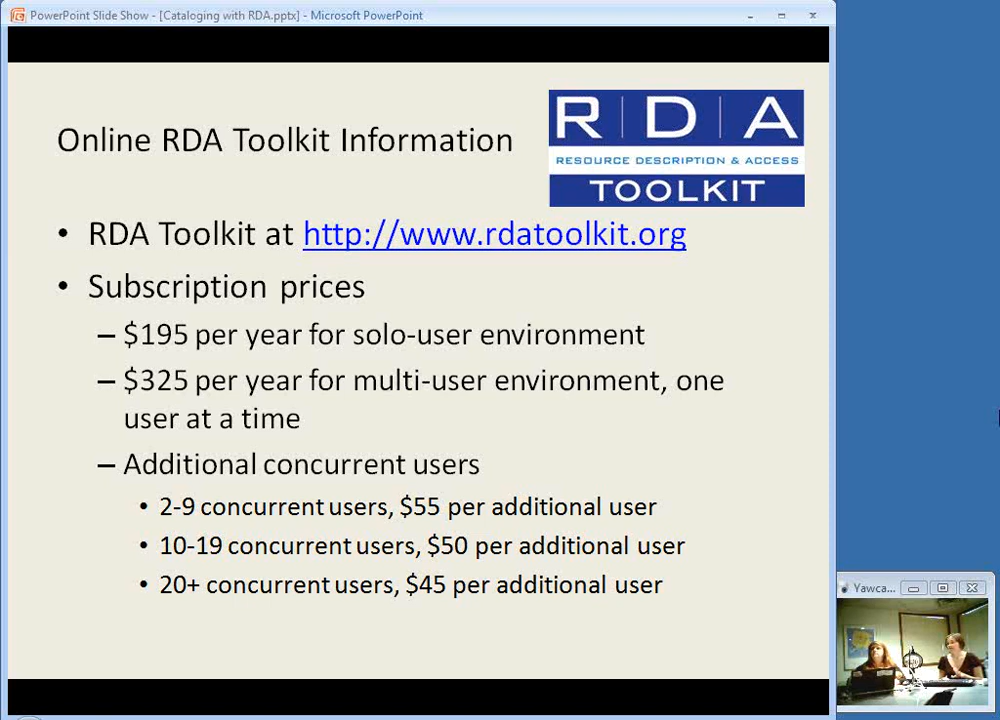 PowerPoint Slide Show - [Cataloging with RDA.pptx] - Microsoft PowerPoint
Online RDA Toolkit Information
R D A
RESOURCE DESCRIPTION & ACCESS
TOOLKIT
• RDA Toolkit at http://www.rdatoolkit.org
• Subscription prices
– $195 per year for solo-user environment
– $325 per year for multi-user environment, one
user at a time
– Additional concurrent users
• 2-9 concurrent users, $55 per additional user
• 10-19 concurrent users, $50 per additional user
• 20+ concurrent users, $45 per additional user
Yawca...